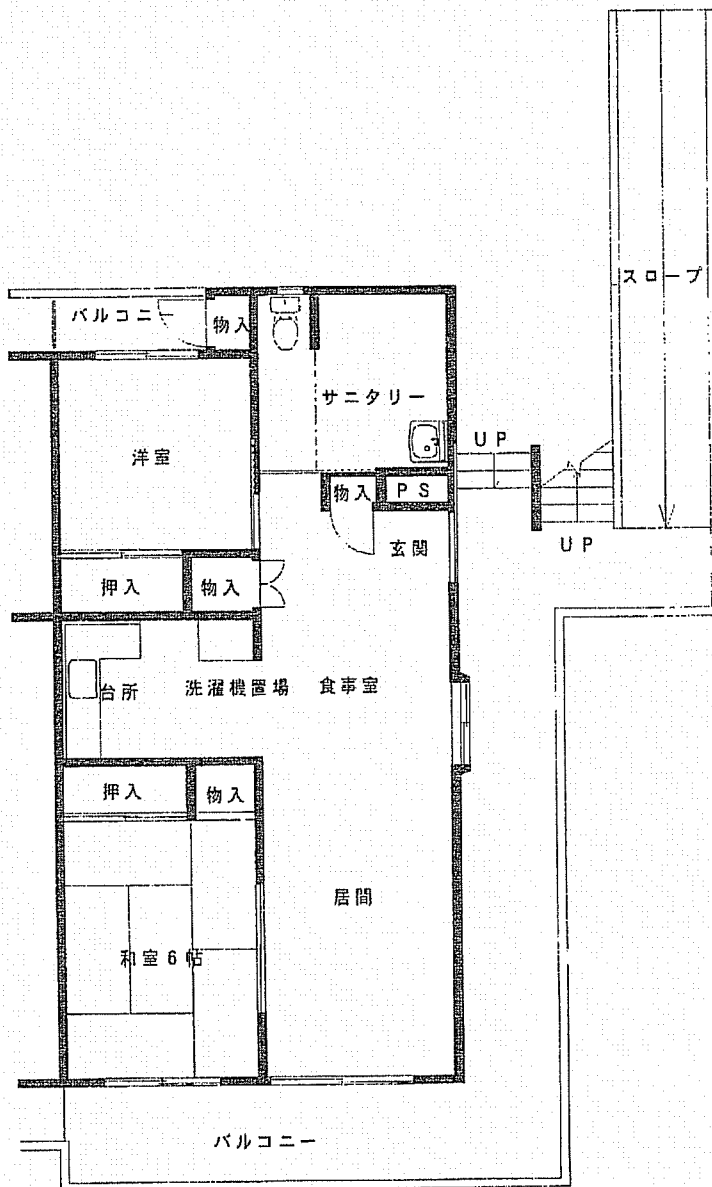 スロープ
バルコニー
物入
サニタリー
洋室
UP
物入
PS
玄関
UP
押入
物入
台所
洗濯機置場
食事室
押入
物入
居間
和室6帖
バルコニー